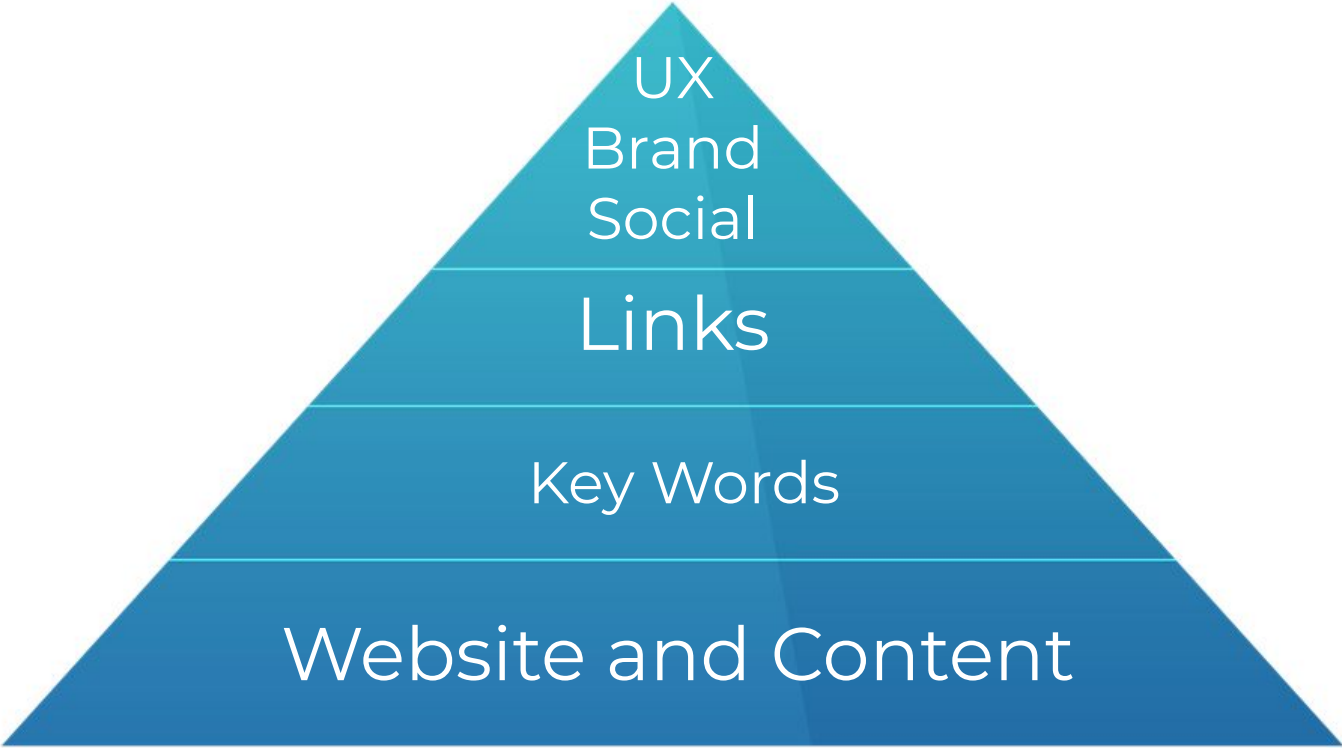 UX
Brand
Social
Links
Key Words
Website and Content